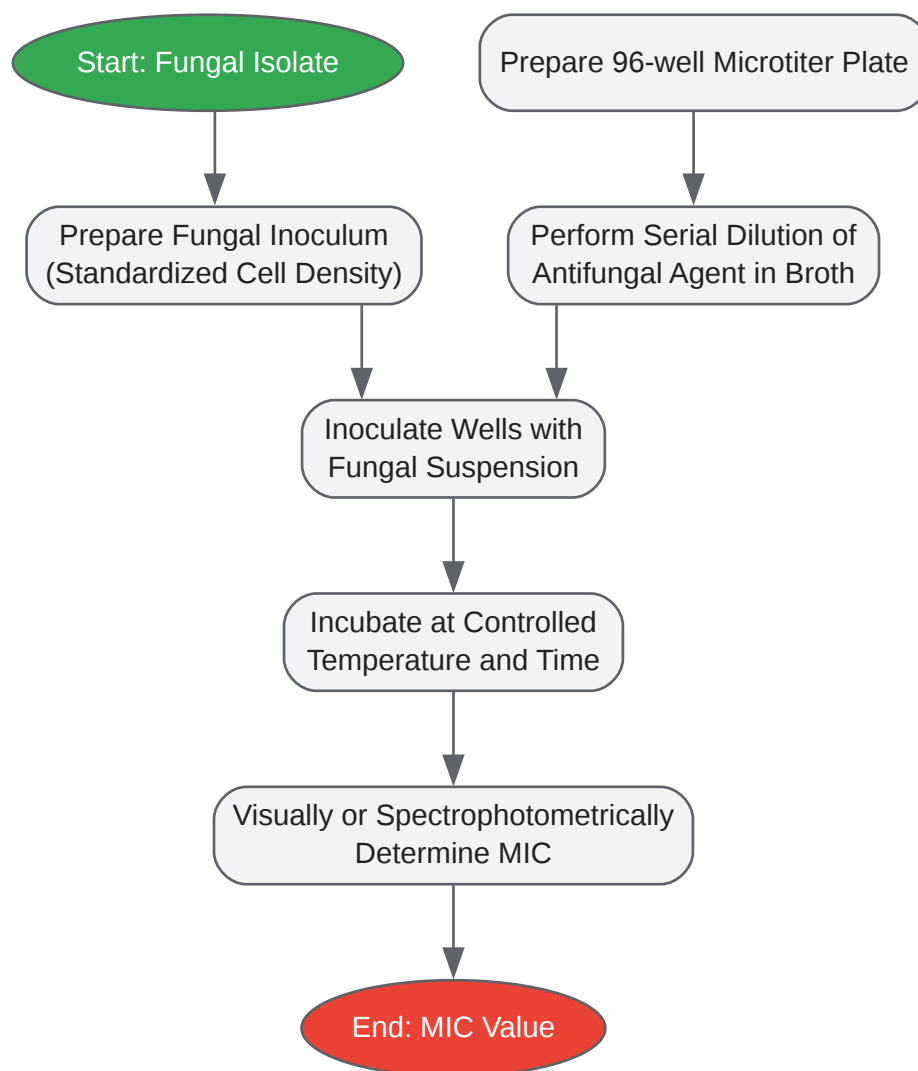 Start: Fungal Isolate
Prepare 96-well Microtiter Plate
Prepare Fungal Inoculum
(Standardized Cell Density)
Perform Serial Dilution of
Antifungal Agent in Broth
Inoculate Wells with
Fungal Suspension
Incubate at Controlled
Temperature and Time
Visually or Spectrophotometrically
Determine MIC
End: MIC Value